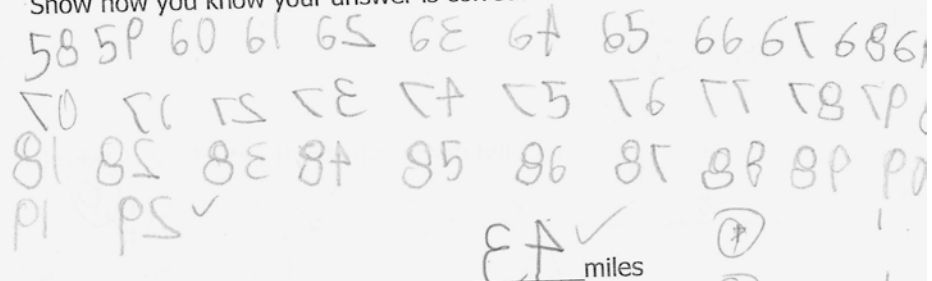 Show how you know your answer is
58 59 60 61 62 63 64 65 66 67 68 69
70 71 72 73 74 75 76 77 78 79
81 82 83 84 85 86 87 88 89 90
91 92 ✓
34 ✓ miles